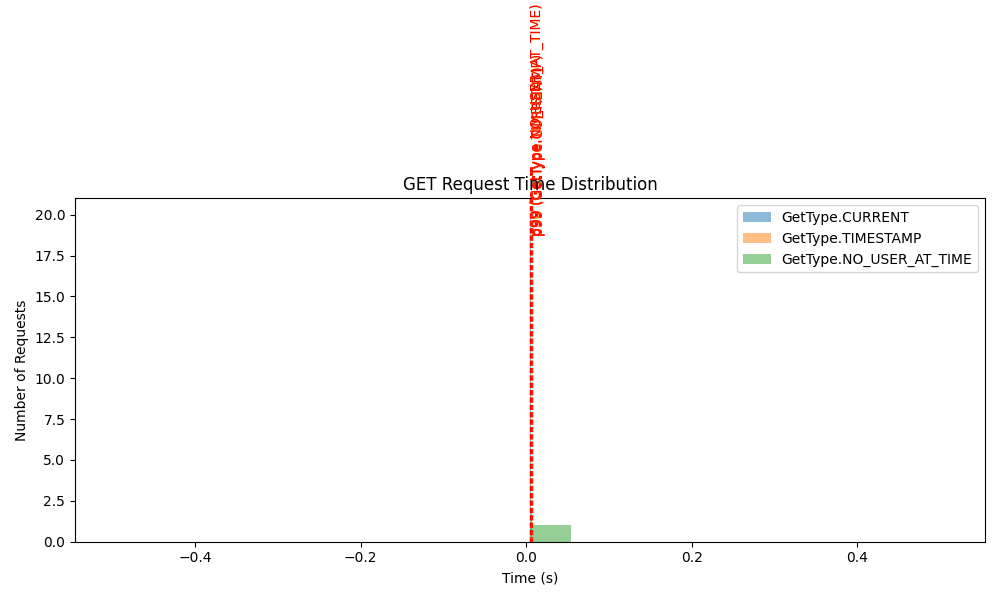 GET Request Time Distribution
GetType.CURRENT
GetType.TIMESTAMP
GetType.NO_USER_AT_TIME
Number of Requests
20.0
17.5
15.0
12.5
10.0
7.5
5.0
2.5
0.0
−0.4
−0.2
0.0
0.2
0.4
Time (s)